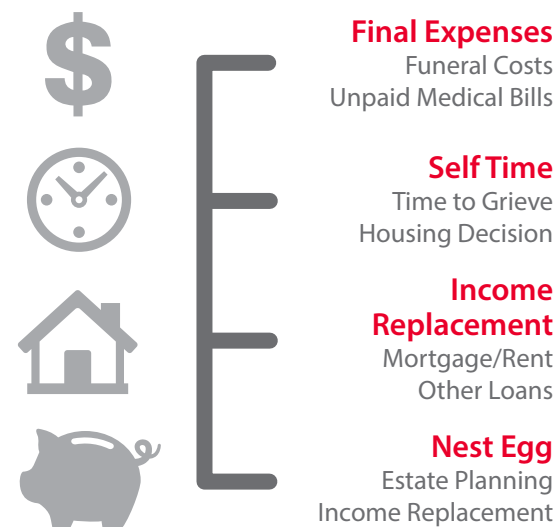 Final Expenses
Funeral Costs
Unpaid Medical Bills
Self Time
Time to Grieve
Housing Decision
Income
Replacement
Mortgage/Rent
Other Loans
Nest Egg
Estate Planning
Income Replacement